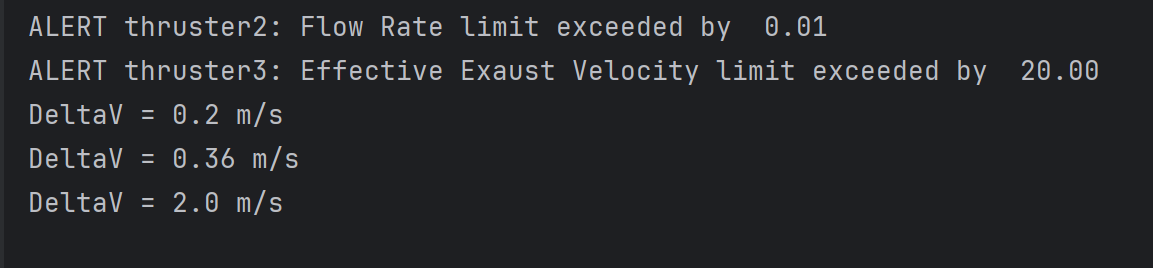 ALERT thruster2: Flow Rate limit exceeded by  0.01
ALERT thruster3: Effective Exaust Velocity limit exceeded by  20.00
DeltaV = 0.2 m/s
DeltaV = 0.36 m/s
DeltaV = 2.0 m/s